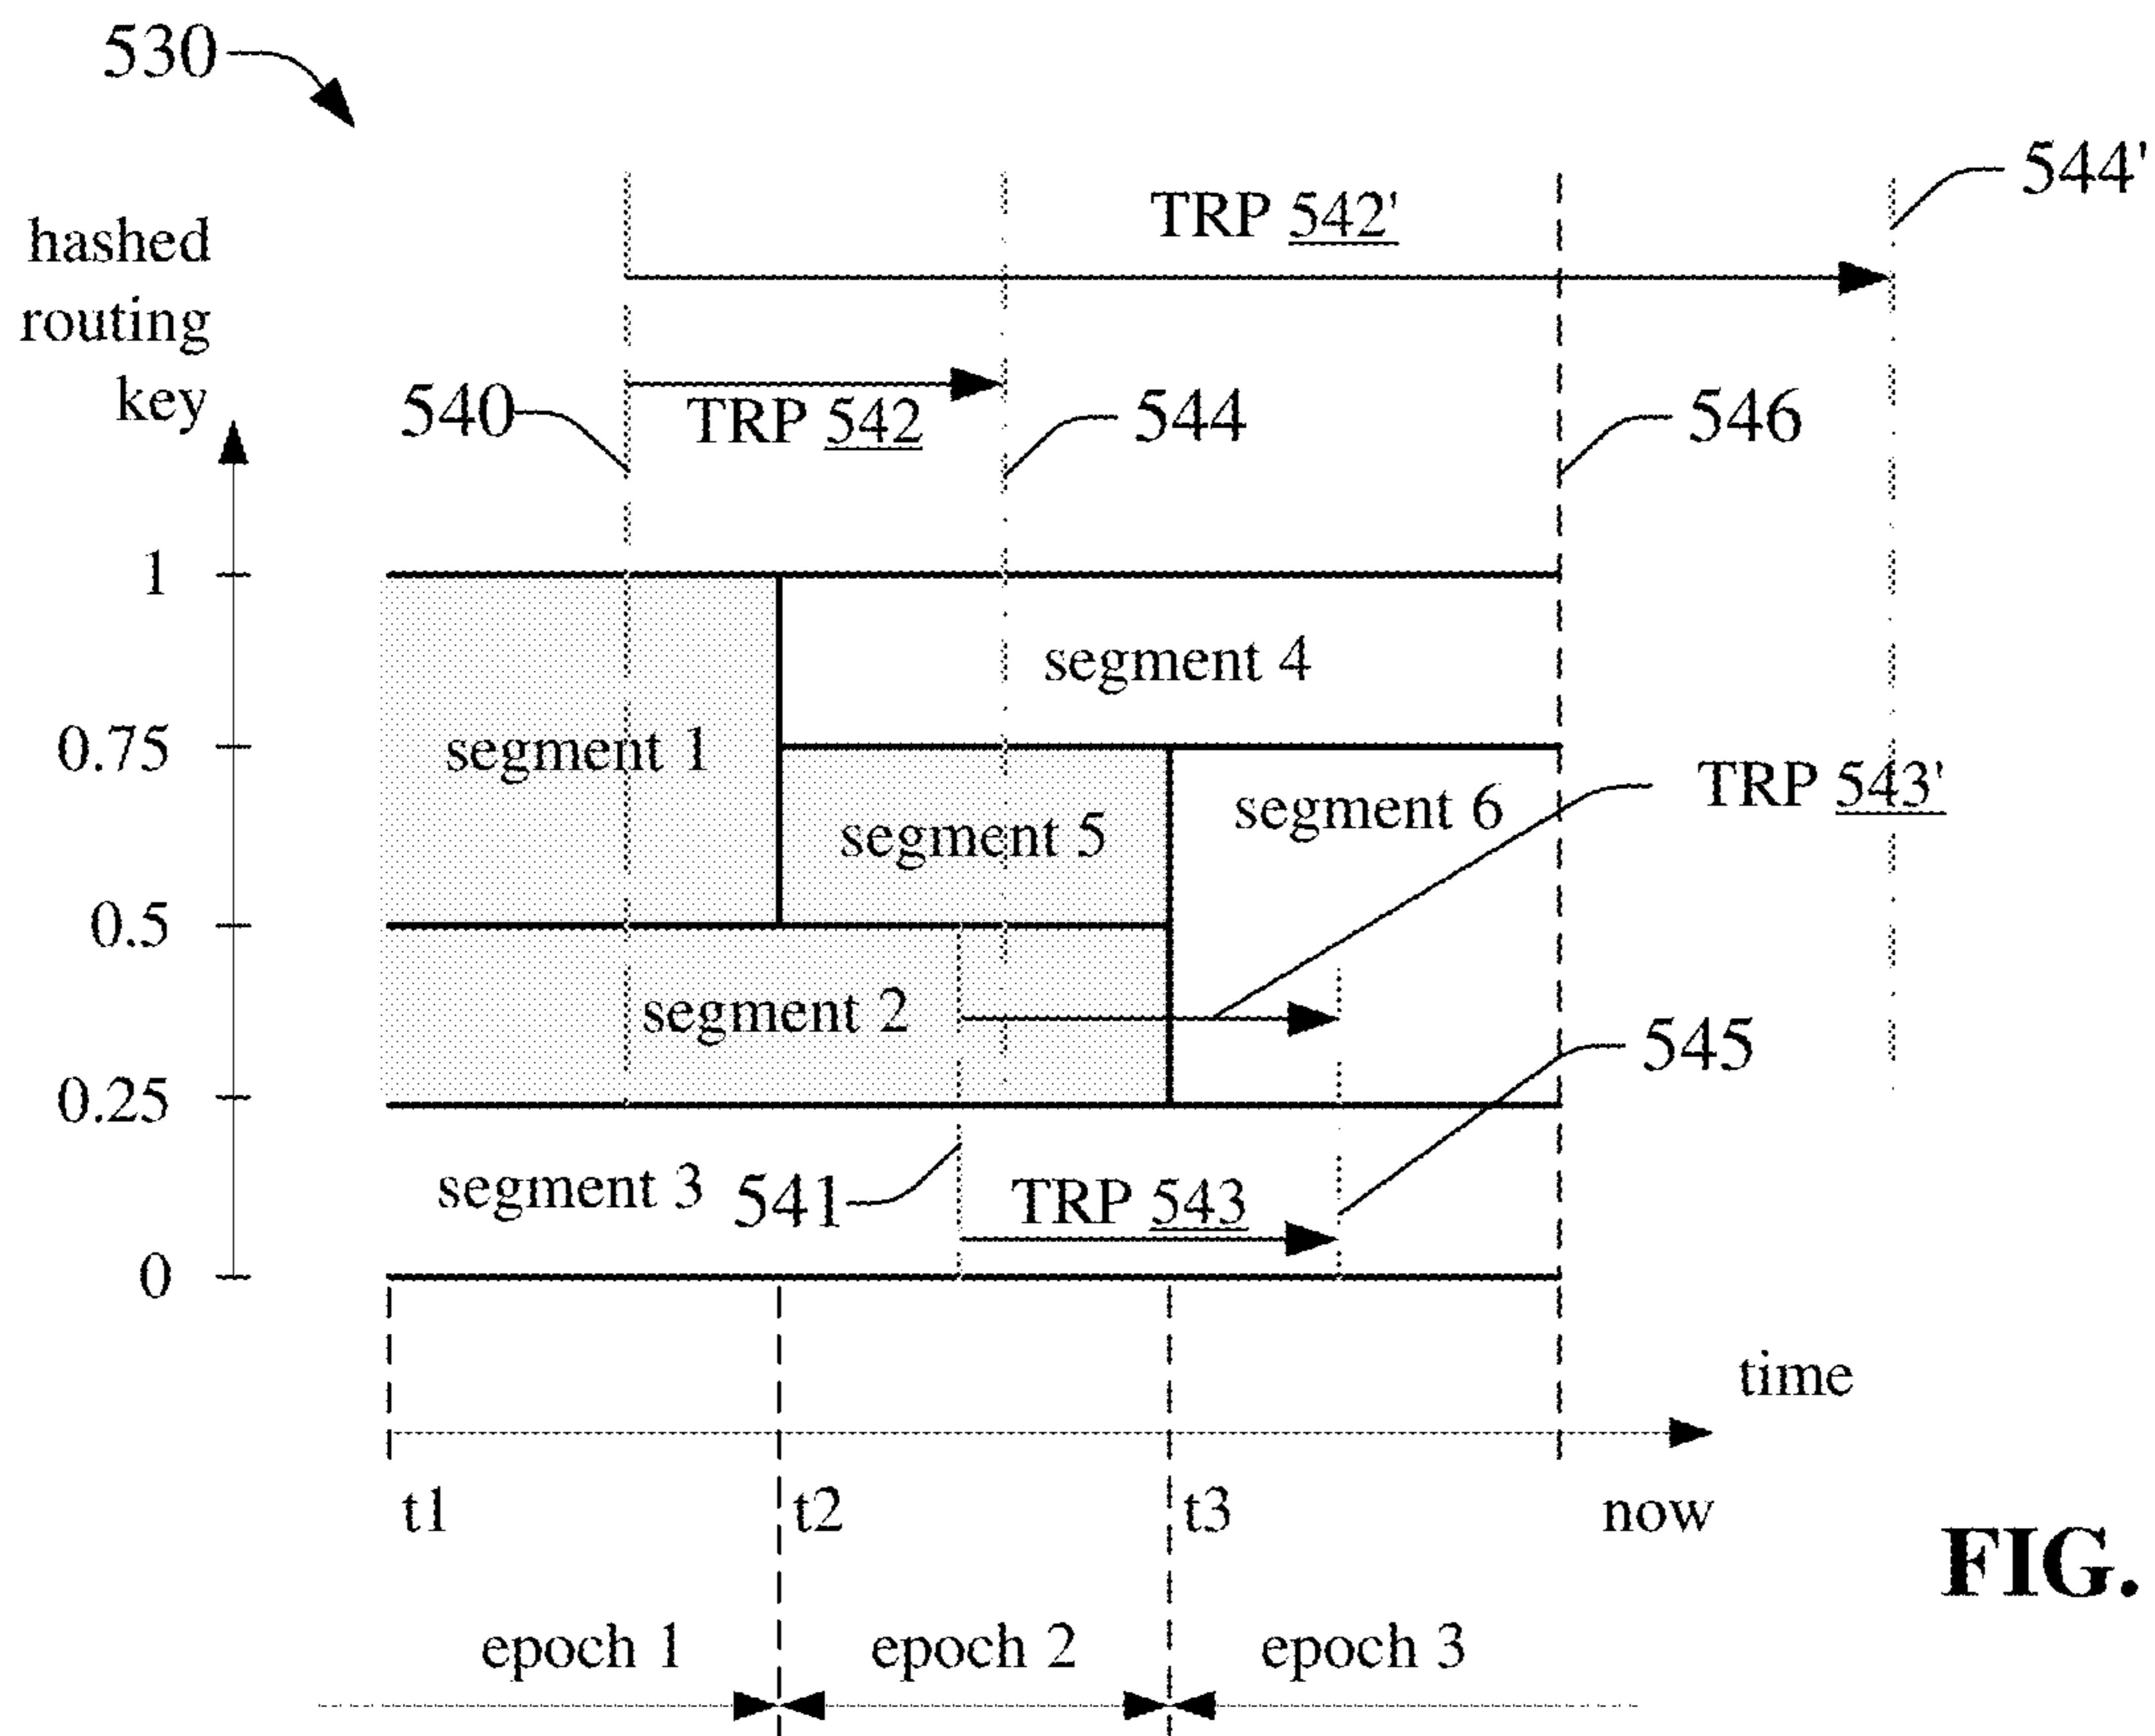 530
544'
TRP 542'
hashed
routing
key
540
TRP 542
544
546
1
segment 4
0.75
segment 1
TRP 543'
segment 6
segment 5
0.5
segment 2
545
0.25
segment 3
541
TRP 543
0
time
t1
t2
t3
now
FIG.
epoch 1
epoch 2
epoch 3